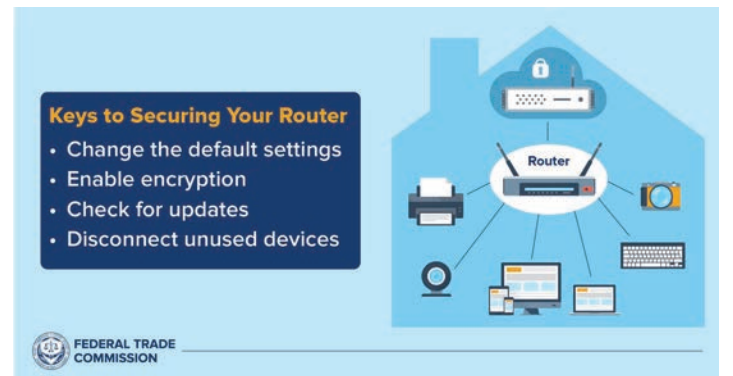 Keys to Securing Your Router
• Change the default settings
• Enable encryption
• Check for updates
• Disconnect unused devices
Router
FEDERAL TRADE
COMMISSION